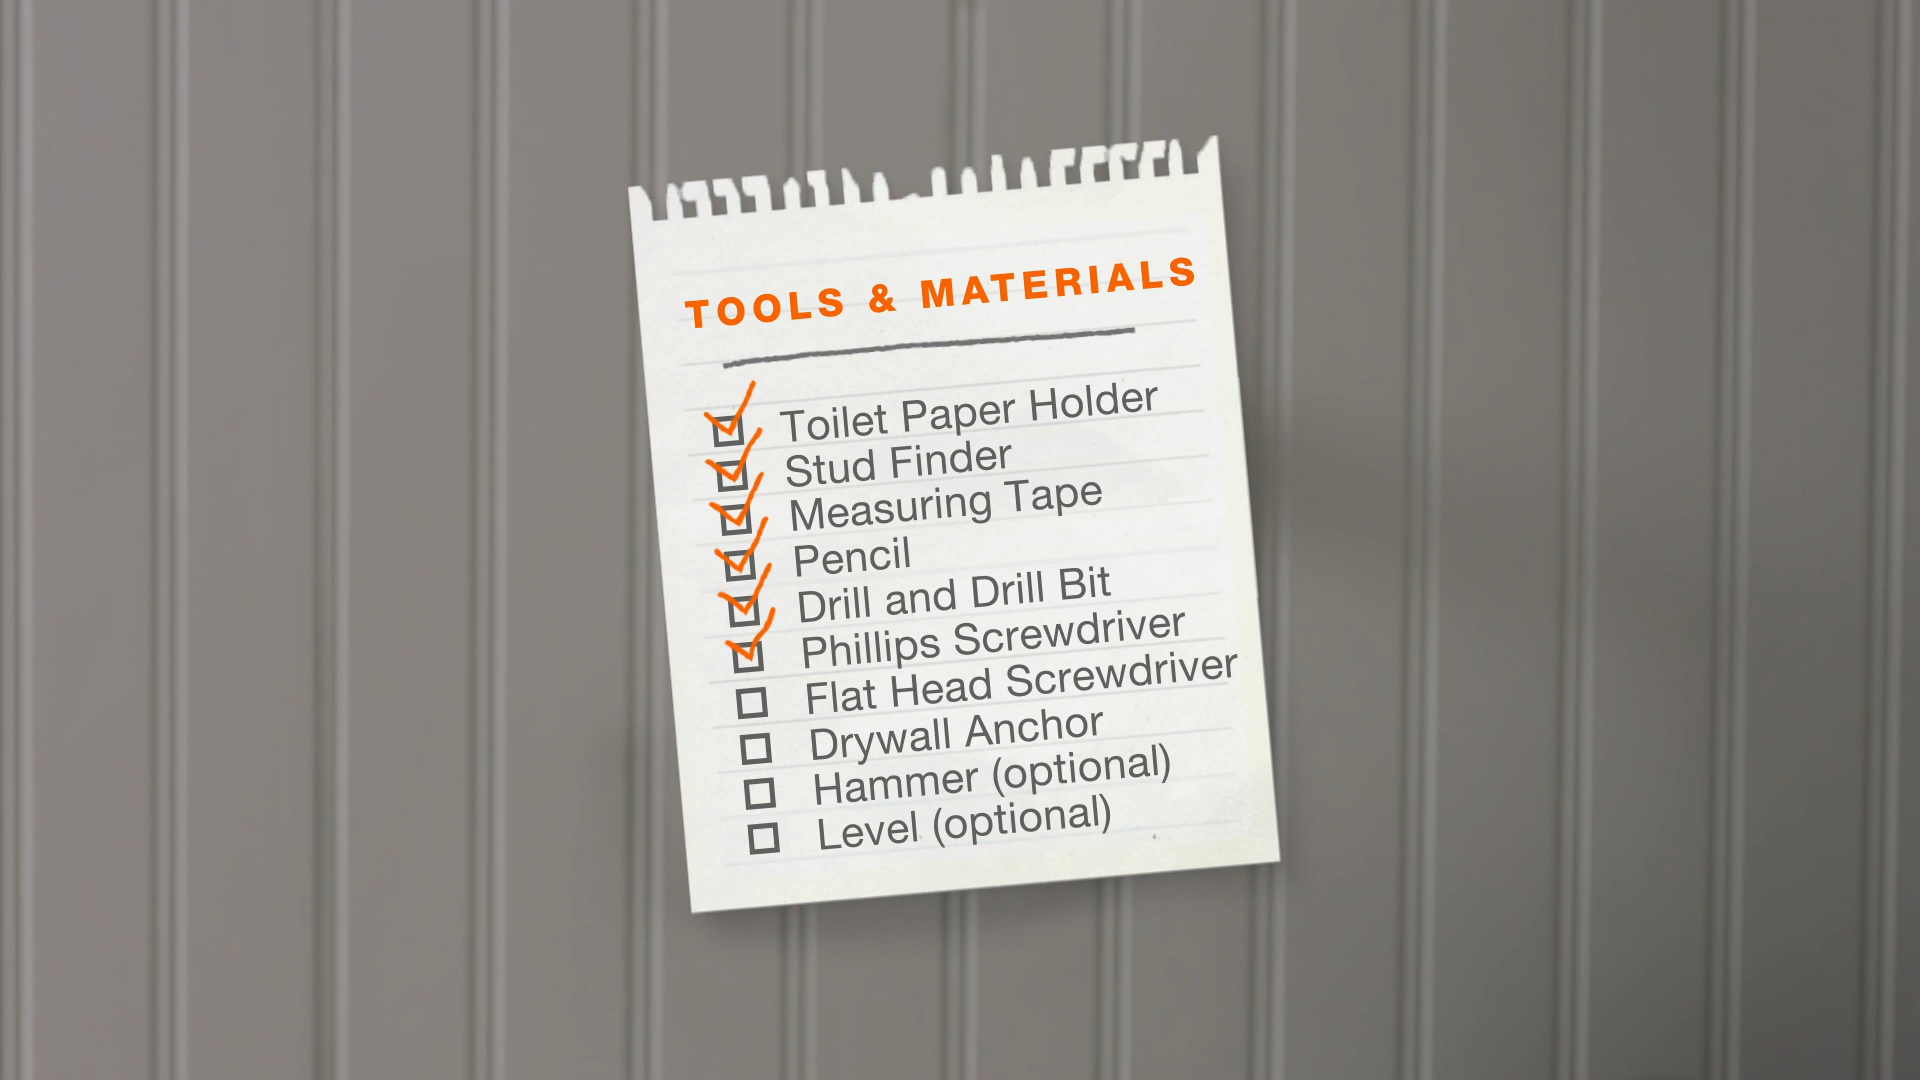 TOOLS & MATERIALS
Toilet Paper Holder
Stud Finder
Measuring Tape
Pencil
Drill and Drill Bit
Phillips Screwdriver
Flat Head Screwdriver
Drywall Anchor
Hammer (optional)
Level (optional)